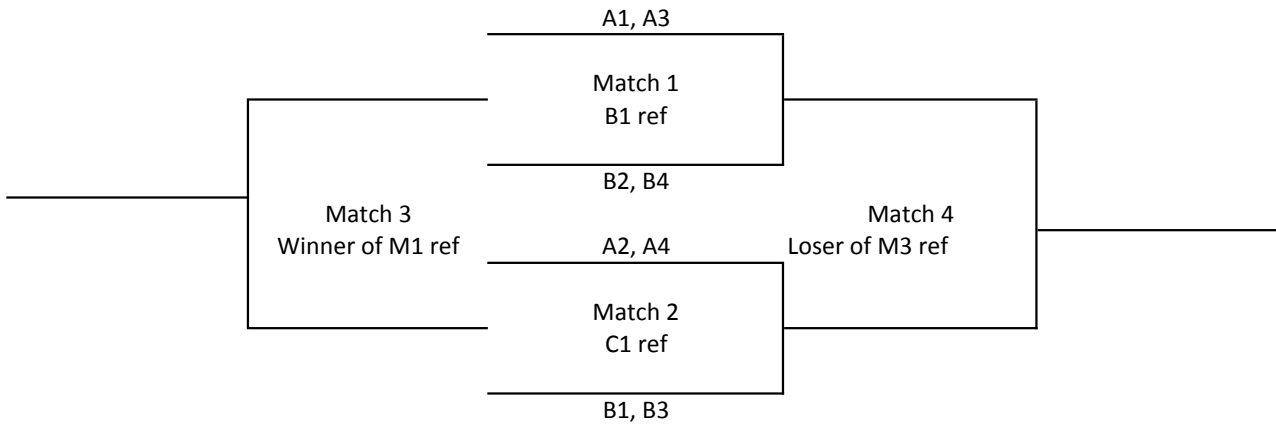 A1, A3
Match 1
B1 ref
B2, B4
Match 3
Winner of M1 ref
Match 4
Loser of M3 ref
A2, A4
Match 2
C1 ref
B1, B3